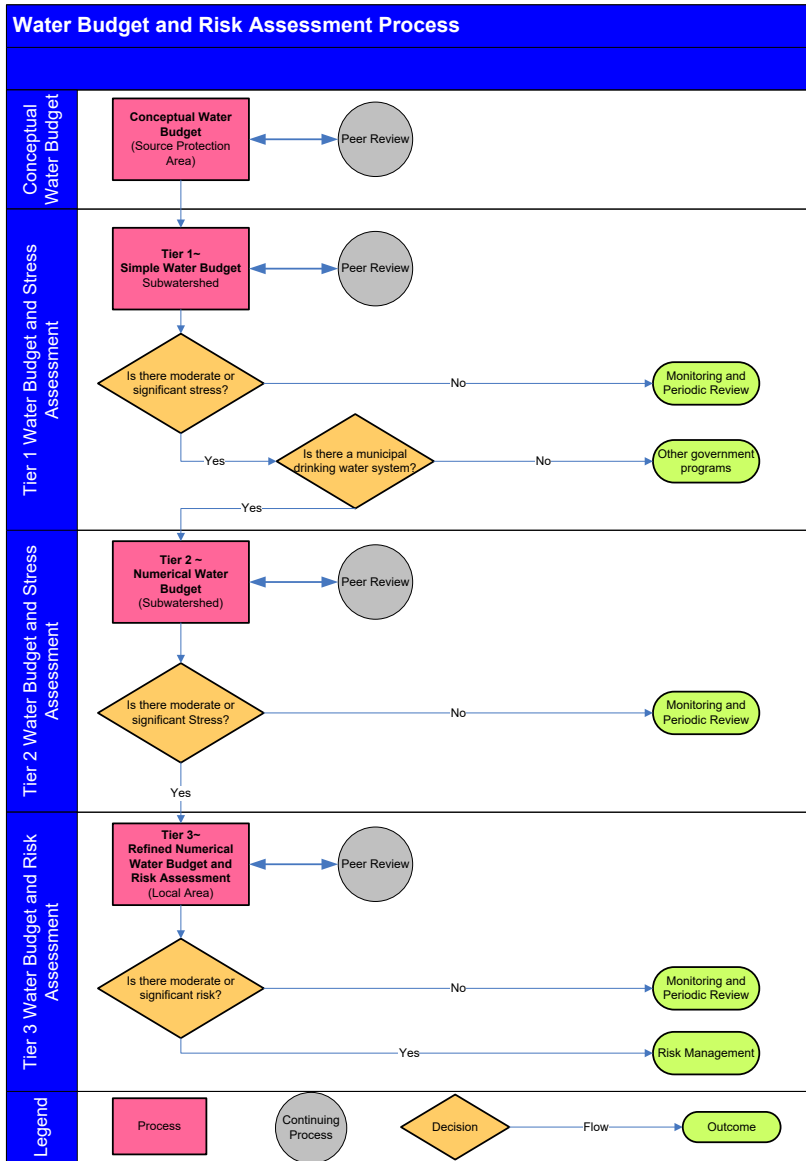 Water Budget and Risk Assessment Process
Conceptual
Water Budget
Conceptual Water
Budget
(Source Protection
Area)
Peer Review
Tier 1 Water Budget and Stress
Assessment
Tier 1~
Simple Water Budget
Subwatershed
Peer Review
Is there moderate or
significant stress?
No
Monitoring and
Periodic Review
Yes
Is there a municipal
drinking water system?
No
Other government
programs
Yes
Tier 2 Water Budget and Stress
Assessment
Tier 2 ~
Numerical Water
Budget
(Subwatershed)
Peer Review
Is there moderate or
significant Stress?
No
Monitoring and
Periodic Review
Yes
Tier 3 Water Budget and Risk
Assessment
Tier 3~
Refined Numerical
Water Budget and
Risk Assessment
(Local Area)
Peer Review
Is there moderate or
significant risk?
No
Monitoring and
Periodic Review
Yes
Risk Management
Legend
Process
Continuing
Process
Decision
Flow
Outcome